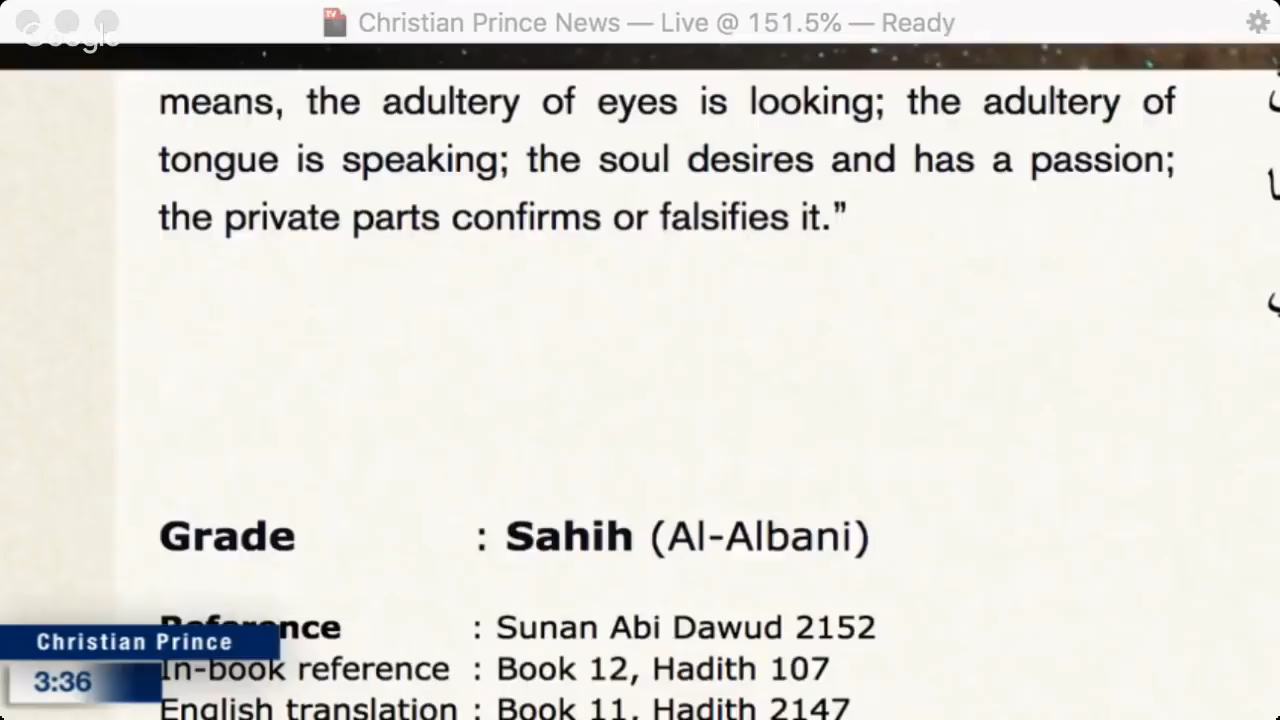 Christian Prince News — Live @ 151.5% — Ready
Google
means, the adultery of eyes is looking; the adultery of
tongue is speaking; the soul desires and has a passion;
the private parts confirms or falsifies it.”
Grade : Sahih (Al-Albani)
Reference : Sunan Abi Dawud 2152
Christian Prince
In-book reference : Book 12, Hadith 107
3:36
English translation : Book 11, Hadith 2147